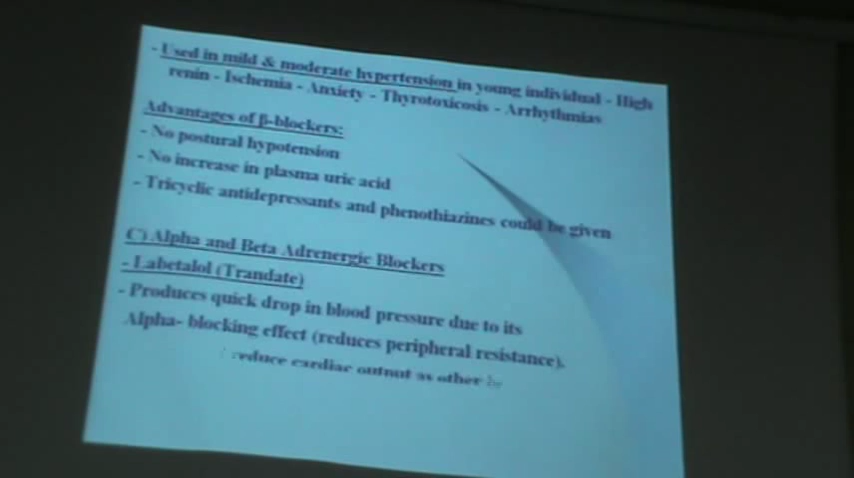 - Used in mild & moderate hypertension in young individual - High
renin - Ischemia - Anxiety - Thyrotoxicosis - Arrhythmias
Advantages of β-blockers:
- No postural hypotension
- No increase in plasma uric acid
- Tricyclic antidepressants and phenothiazines could be given
C) Alpha and Beta Adrenergic Blockers
- Labetalol (Trandate)
- Produces quick drop in blood pressure due to its
Alpha- blocking effect (reduces peripheral resistance).
reduce cardiac output as other